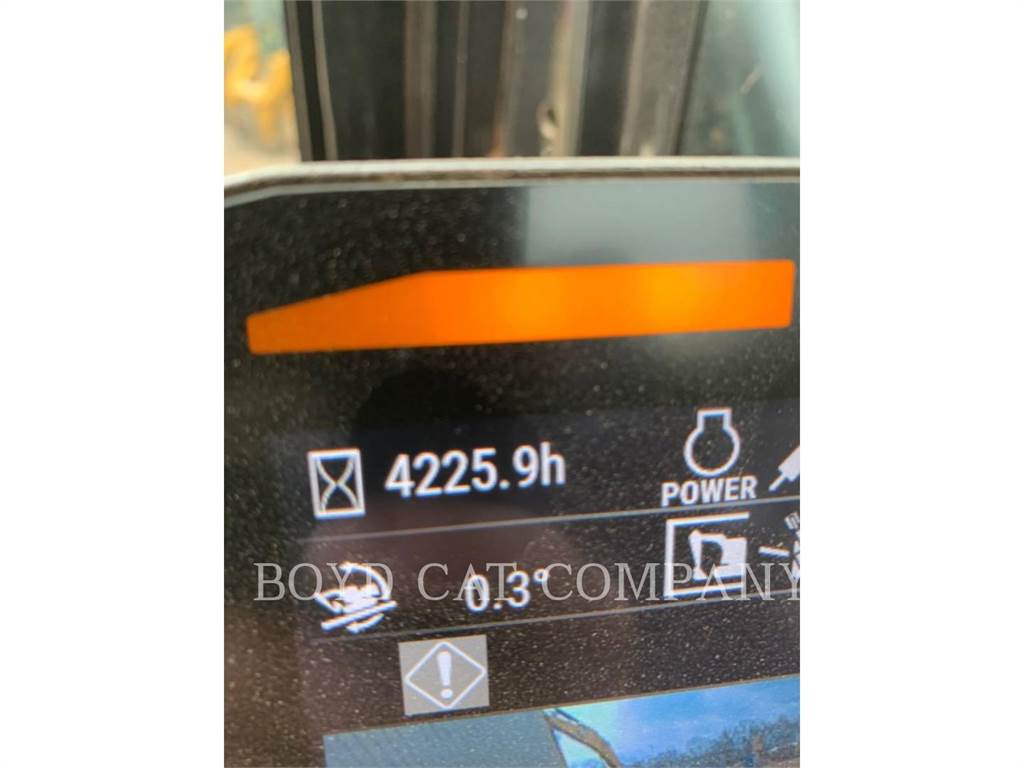 4225.9h
POWER
0.3°
BOYD CAT COMPANY